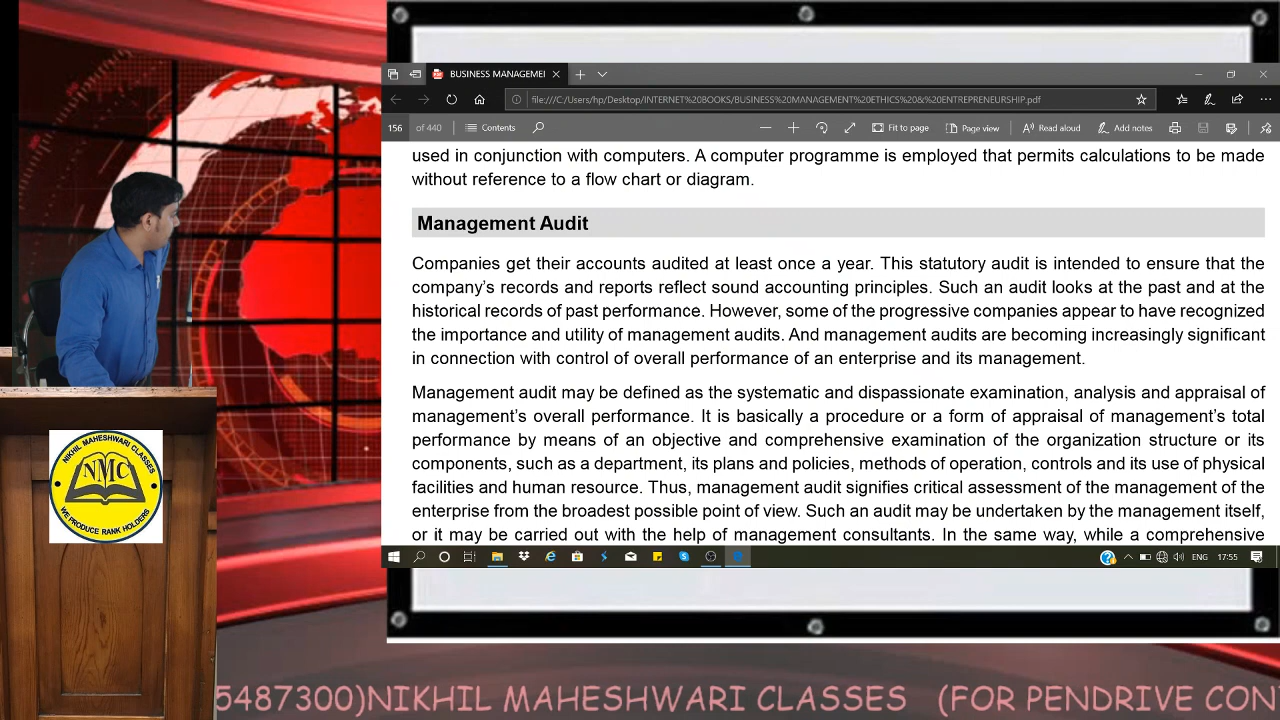 BUSINESS MANAGEMEI
file:///C:/Users/hp/Desktop/INTERNET%20BOOKS/BUSINESS%20MANAGEMENT%20ETHICS%20&%20ENTREPRENEURSHIP.pdf
156 of 440 Contents Fit to page Page view Read aloud Add notes
used in conjunction with computers. A computer programme is employed that permits calculations to be made
without reference to a flow chart or diagram.
Management Audit
Companies get their accounts audited at least once a year. This statutory audit is intended to ensure that the
company's records and reports reflect sound accounting principles. Such an audit looks at the past and at the
historical records of past performance. However, some of the progressive companies appear to have recognized
the importance and utility of management audits. And management audits are becoming increasingly significant
in connection with control of overall performance of an enterprise and its management.
Management audit may be defined as the systematic and dispassionate examination, analysis and appraisal of
management's overall performance. It is basically a procedure or a form of appraisal of management's total
performance by means of an objective and comprehensive examination of the organization structure or its
components, such as a department, its plans and policies, methods of operation, controls and its use of physical
facilities and human resource. Thus, management audit signifies critical assessment of the management of the
enterprise from the broadest possible point of view. Such an audit may be undertaken by the management itself,
or it may be carried out with the help of management consultants. In the same way, while a comprehensive
ENG 17:55
NIKHIL MAHESHWARI CLASSES
NMC
WE PRODUCE RANK HOLDERS
5487300)NIKHIL MAHESHWARI CLASSES (FOR PENDRIVE CON